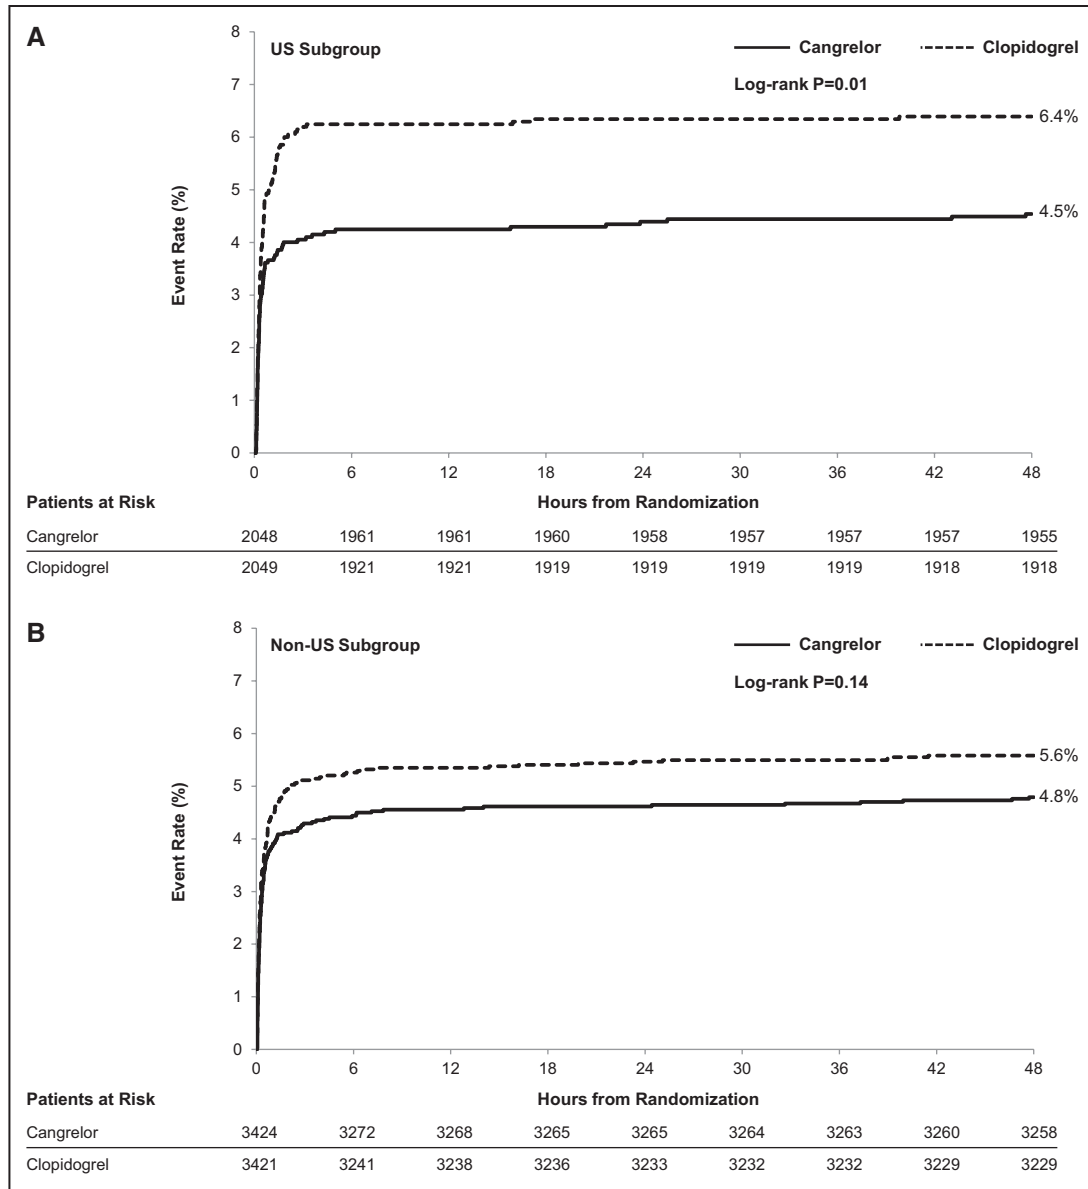 A
US Subgroup
Cangrelor Clopidogrel
Log-rank P=0.01
8
7
6
5
4
3
2
1
0
Event Rate (%)
6.4%
4.5%
0 6 12 18 24 30 36 42 48
Patients at Risk Hours from Randomization
Cangrelor 2048 1961 1961 1960 1958 1957 1957 1957 1955
Clopidogrel 2049 1921 1921 1919 1919 1919 1919 1918 1918
B
Non-US Subgroup
Cangrelor Clopidogrel
Log-rank P=0.14
8
7
6
5
4
3
2
1
0
Event Rate (%)
5.6%
4.8%
0 6 12 18 24 30 36 42 48
Patients at Risk Hours from Randomization
Cangrelor 3424 3272 3268 3265 3265 3264 3263 3260 3258
Clopidogrel 3421 3241 3238 3236 3233 3232 3232 3229 3229